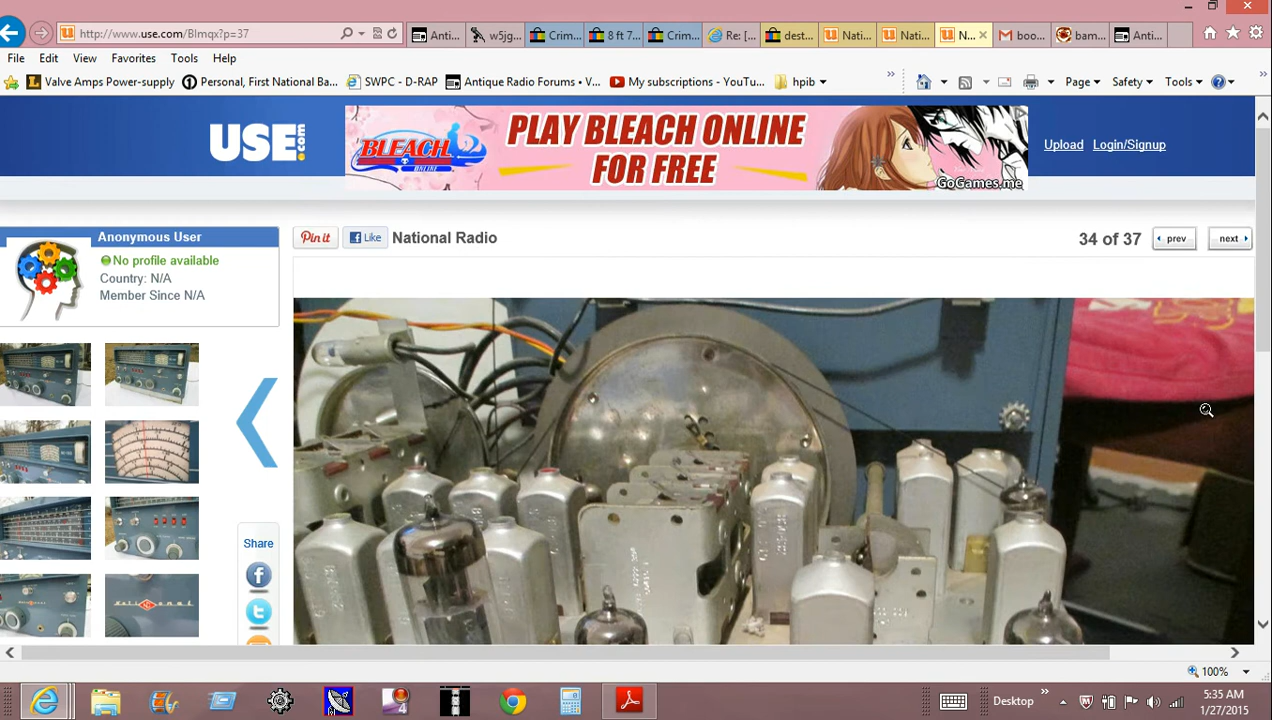 http://www.use.com/BImqx?p=37
Anti...
w5jg...
Crim...
8 ft 7...
Crim...
Re: [...
dest...
Nati...
Nati...
N...
boo...
bam...
Anti...
File Edit View Favorites Tools Help
Valve Amps Power-supply
Personal, First National Ba...
SWPC - D-RAP
Antique Radio Forums • V...
My subscriptions - YouTu...
hpib
Page
Safety
Tools
USE.com
BLEACH ONLINE
PLAY BLEACH ONLINE
FOR FREE
GoGames.me
Upload Login/Signup
Anonymous User
No profile available
Country: N/A
Member Since N/A
Pin it
Like
National Radio
34 of 37
prev
next
Share
100%
Desktop
5:35 AM
1/27/2015